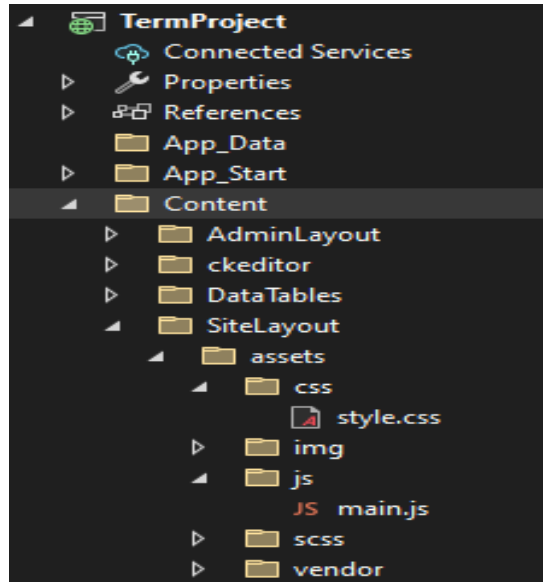 TermProject
Connected Services
Properties
References
App_Data
App_Start
Content
AdminLayout
ckeditor
DataTables
SiteLayout
assets
css
style.css
img
js
JS main.js
scss
vendor